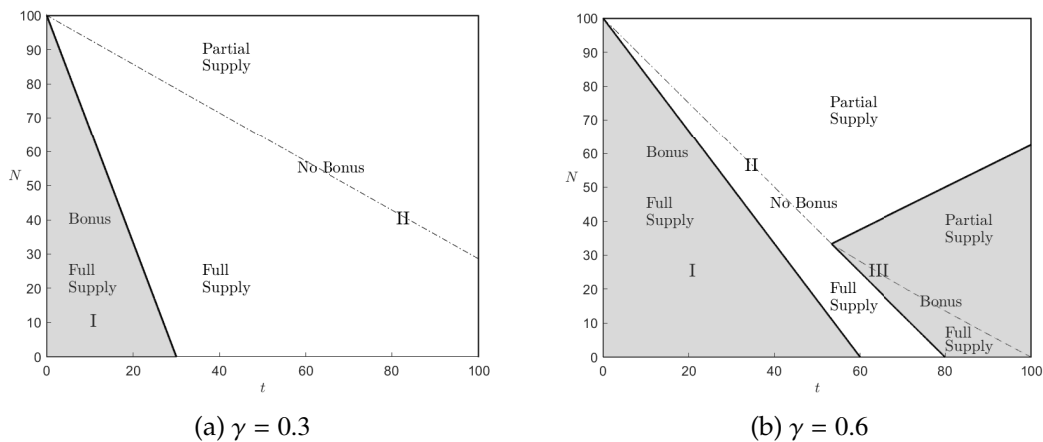 100
90
80
70
60
50
40
30
20
10
0
N
0
20
40
60
80
100
t
Partial
Supply
No Bonus
II
Bonus
Full
Supply
I
Full
Supply
(a) γ = 0.3
100
90
80
70
60
50
40
30
20
10
0
N
0
20
40
60
80
100
t
Partial
Supply
Bonus
II
No Bonus
Full
Supply
Partial
Supply
I
III
Full
Supply
Bonus
Full
Supply
(b) γ = 0.6